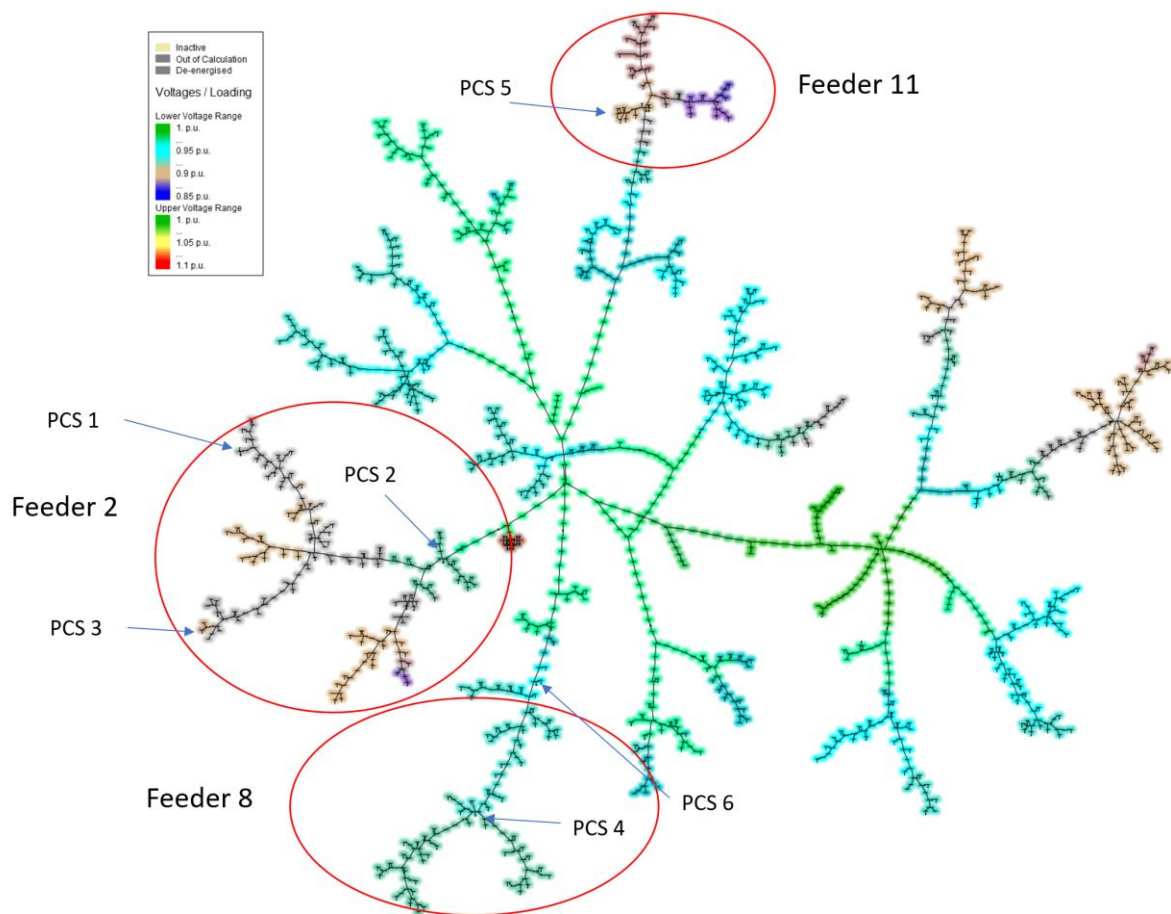 Inactive
Out of Calculation
De-energised
Voltages / Loading
Lower Voltage Range
1. p.u.
...
0.95 p.u.
...
0.9 p.u.
...
0.85 p.u.
Upper Voltage Range
1. p.u.
...
1.05 p.u.
...
1.1 p.u.
PCS 5
Feeder 11
PCS 1
PCS 2
Feeder 2
PCS 3
Feeder 8
PCS 6
PCS 4